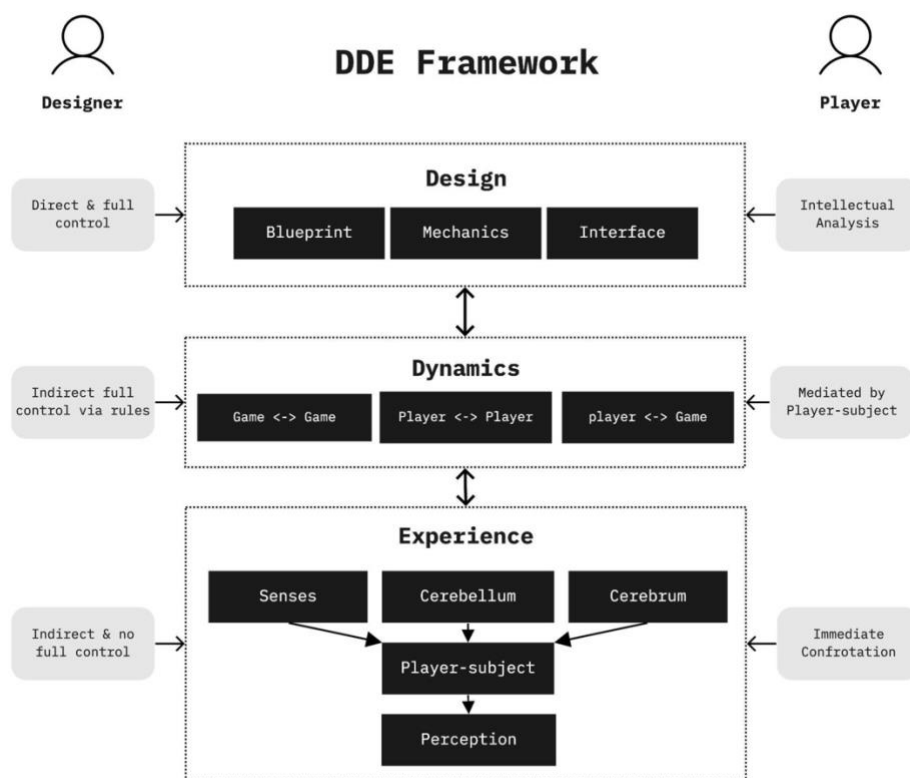 DDE Framework
Designer
Player
Design
Direct & full
control
Blueprint
Mechanics
Interface
Intellectual
Analysis
Dynamics
Indirect full
control via rules
Game <-> Game
Player <-> Player
player <-> Game
Mediated by
Player-subject
Experience
Senses
Cerebellum
Cerebrum
Indirect & no
full control
Player-subject
Immediate
Confrotation
Perception